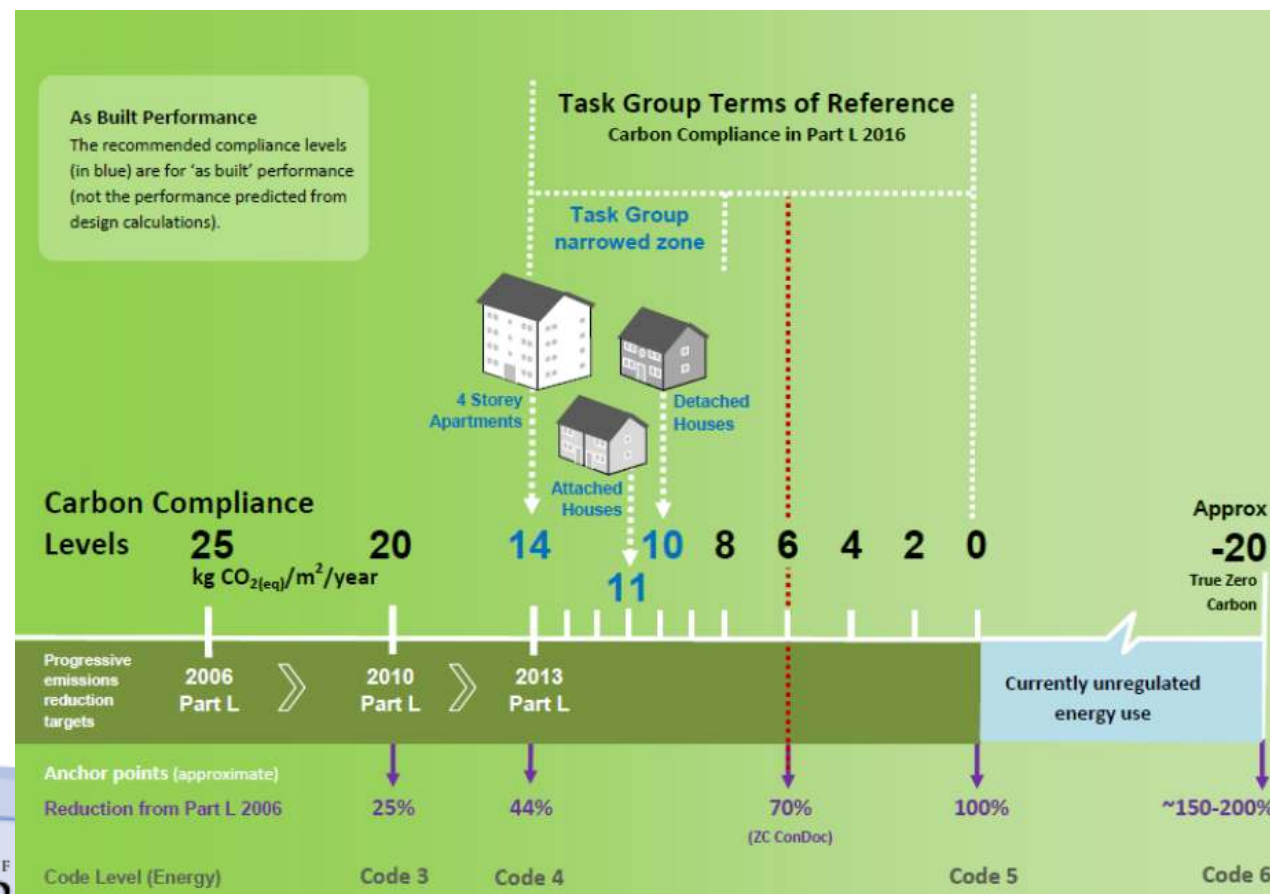 As Built Performance
The recommended compliance levels
(in blue) are for ‘as built’ performance
(not the performance predicted from
design calculations).
Task Group Terms of Reference
Carbon Compliance in Part L 2016
Task Group
narrowed zone
4 Storey
Apartments
Detached
Houses
Attached
Houses
Carbon Compliance
Levels 25 20 14 10 8 6 4 2 0
Approx
-20
kg CO2(eq)/m²/year
11
True Zero
Carbon
Progressive
emissions
reduction
targets
2006
Part L
2010
Part L
2013
Part L
Currently unregulated
energy use
Anchor points (approximate)
Reduction from Part L 2006 25% 44% 70% 100% ~150-200%
(ZC ConDoc)
Code Level (Energy) Code 3 Code 4 Code 5 Code 6
F